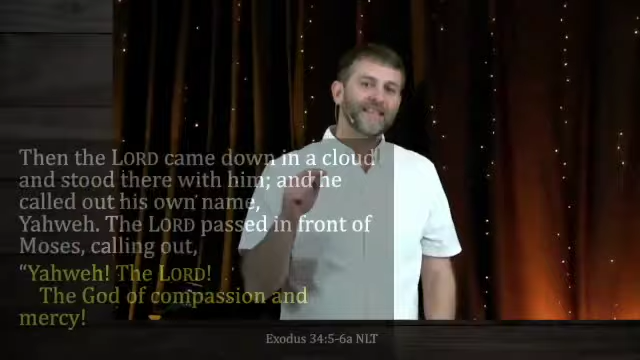 Then the LORD came down in a cloud
and stood there with him; and he
called out his own name,
Yahweh. The LORD passed in front of
Moses, calling out,
“Yahweh! The LORD!
The God of compassion and
mercy!
Exodus 34:5-6a NLT